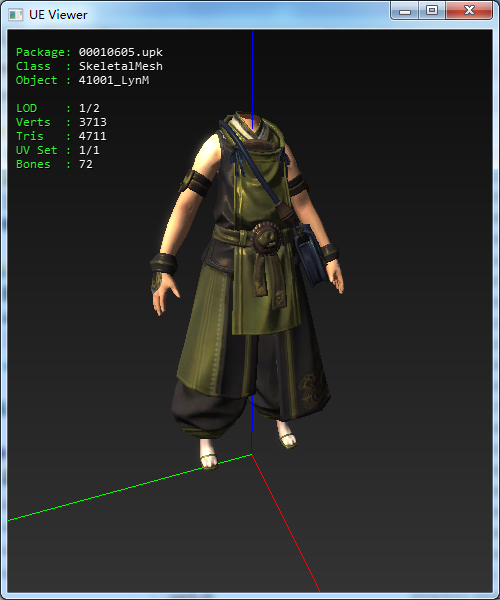 UE Viewer
Package: 00010605.upk
Class : SkeletalMesh
Object : 41001_LynM
LOD : 1/2
Verts : 3713
Tris : 4711
UV Set : 1/1
Bones : 72